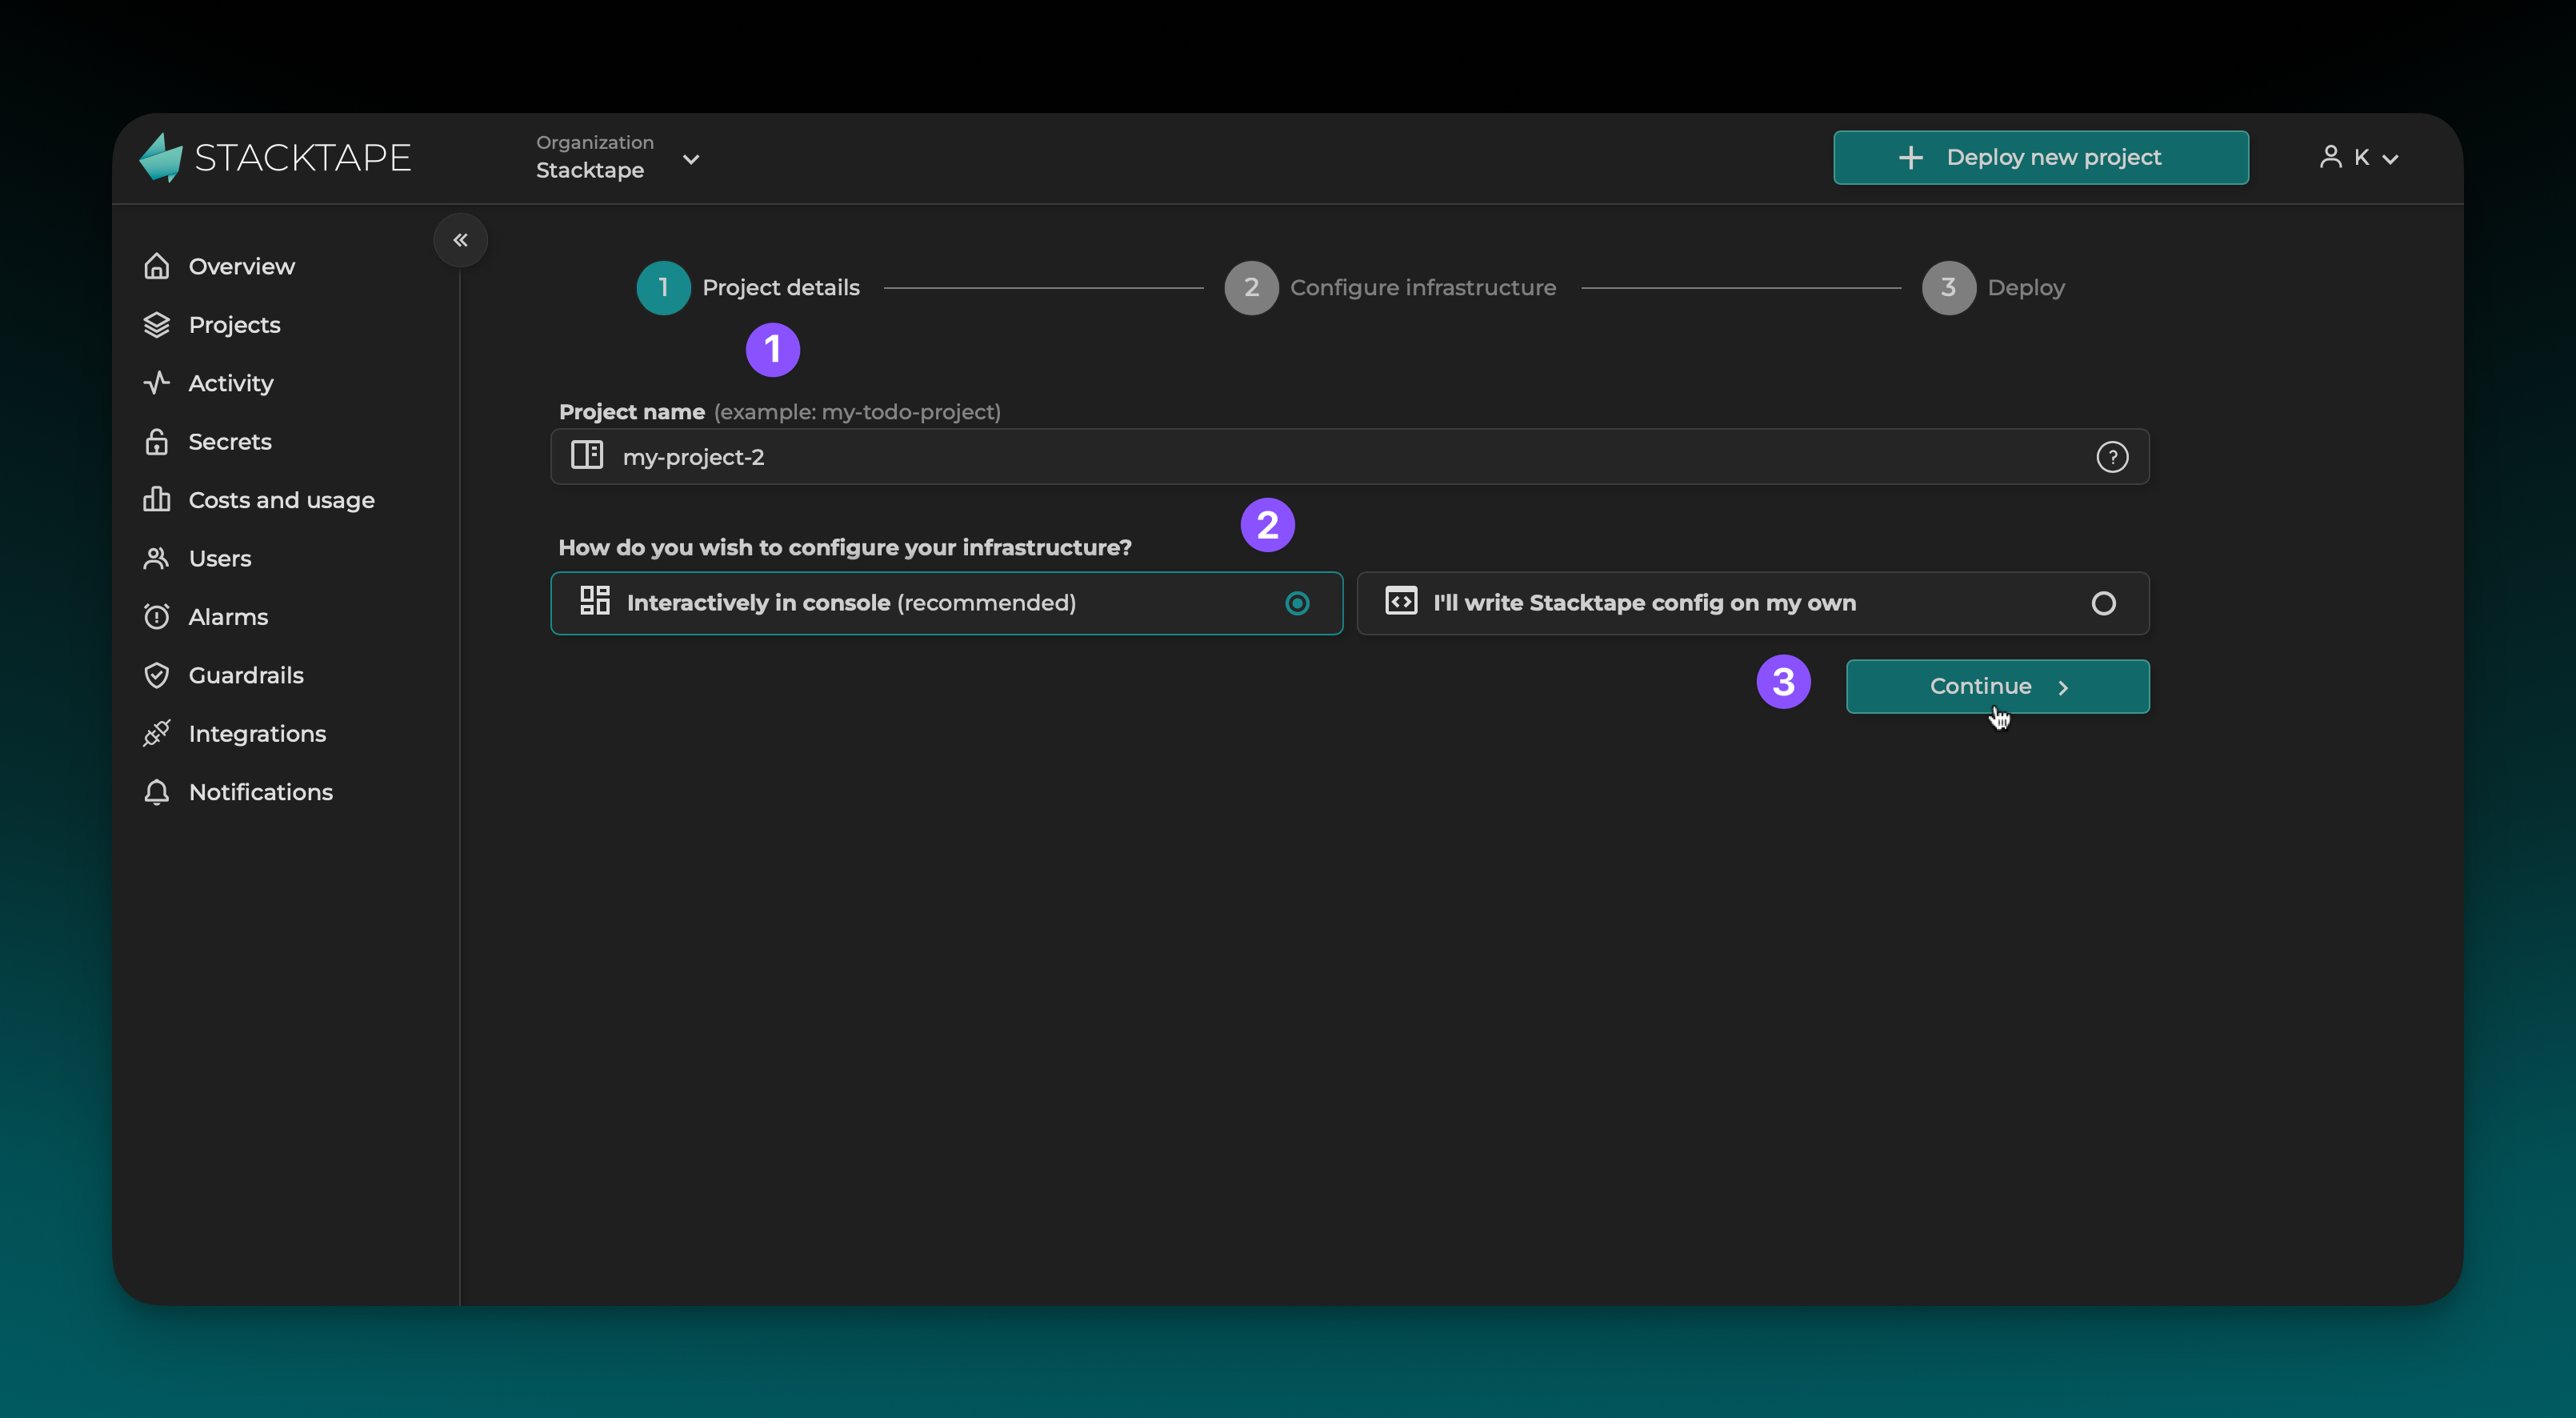 STACKTAPE
Organization
Stacktape
Deploy new project
K
Overview
Projects
Activity
Secrets
Costs and usage
Users
Alarms
Guardrails
Integrations
Notifications
1 Project details
2 Configure infrastructure
3 Deploy
1
Project name (example: my-todo-project)
my-project-2 ?
2
How do you wish to configure your infrastructure?
Interactively in console (recommended)
I'll write Stacktape config on my own
3
Continue